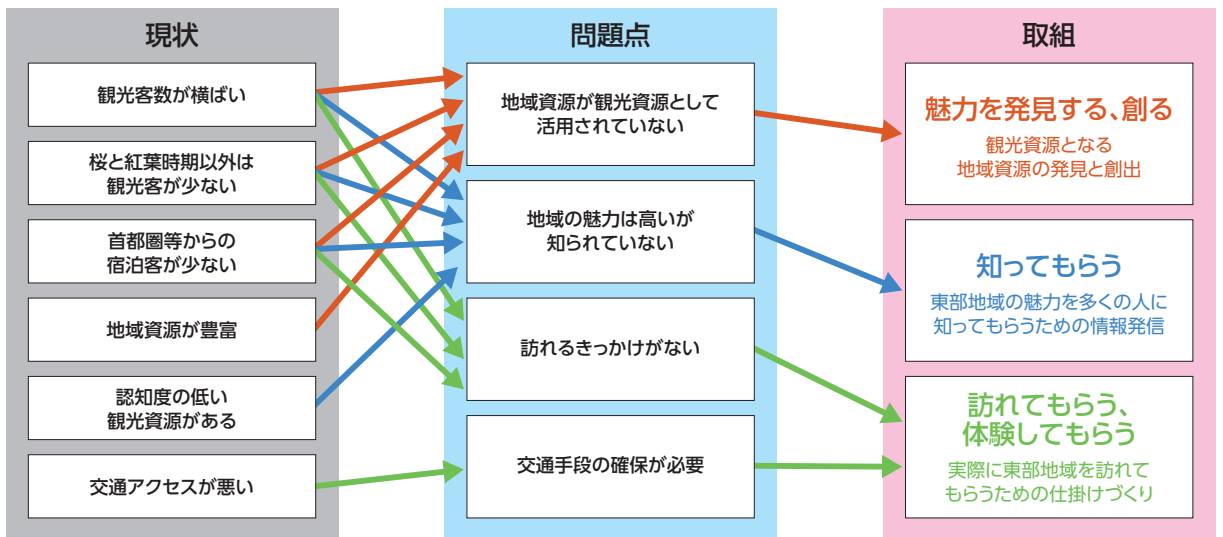 現状
観光客数が横ばい
桜と紅葉時期以外は
観光客が少ない
首都圏等からの
宿泊客が少ない
地域資源が豊富
認知度の低い
観光資源がある
交通アクセスが悪い
問題点
地域資源が観光資源として
活用されていない
地域の魅力は高いが
知られていない
訪れるきっかけがない
交通手段の確保が必要
取組
魅力を発見する、創る
観光資源となる
地域資源の発見と創出
知ってもらう
東部地域の魅力を多くの人に
知ってもらうための情報発信
訪れてもらう、
体験してもらう
実際に東部地域を訪れて
もらうための仕掛けづくり